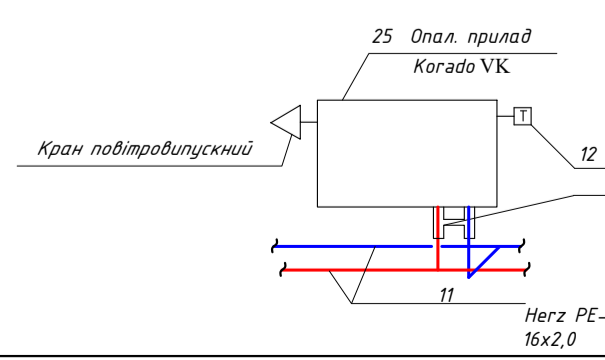 25 Опал. прилад
Korado VK
Кран повітровипускний
T
12
11
Herz PE-
16x2,0